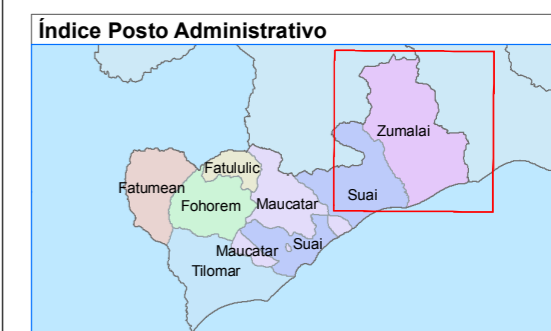 Índice Posto Administrativo
Zumalai
Fatululic
Fatumean
Suai
Fohorem
Maucatar
Suai
Maucatar
Tilomar